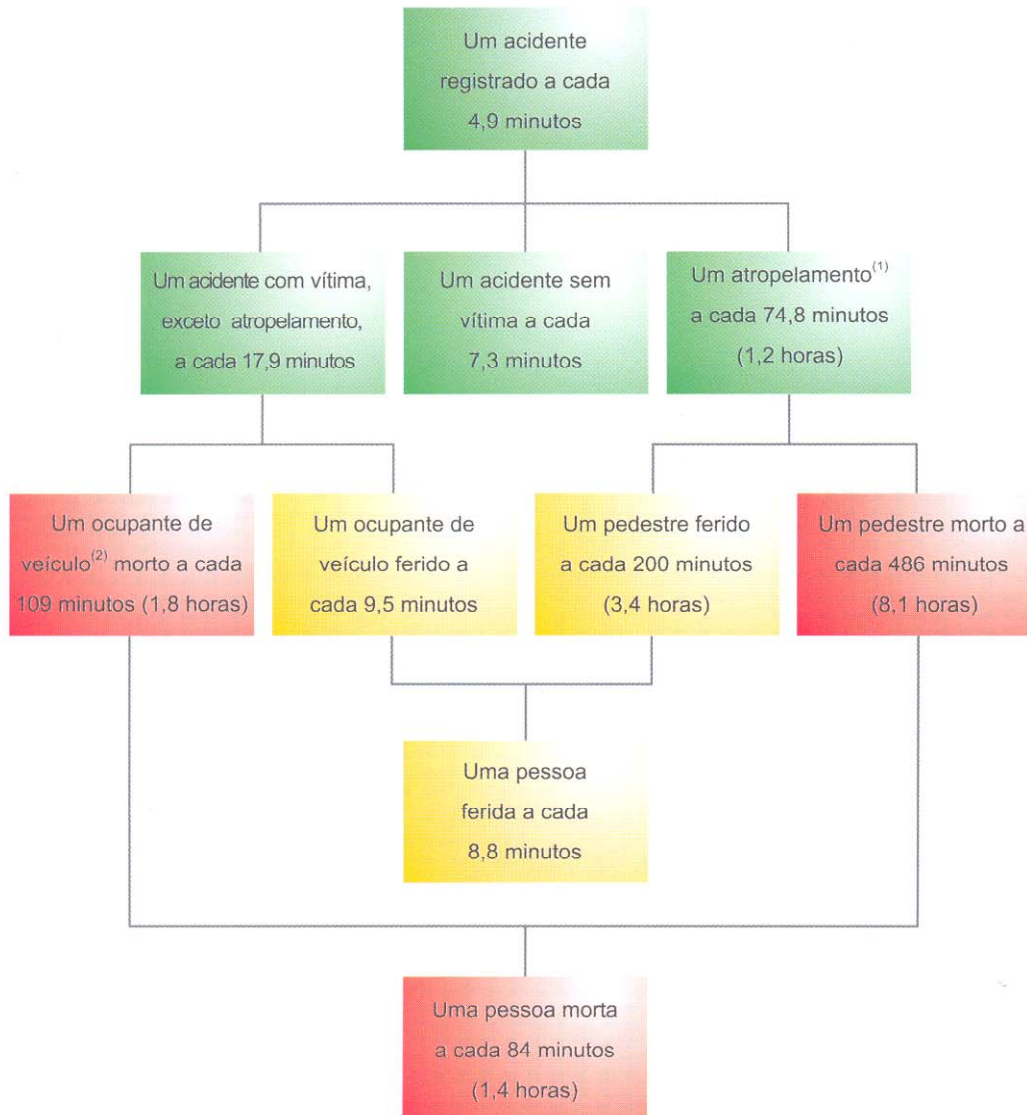 Um acidente
registrado a cada
4,9 minutos
Um acidente com vítima,
exceto atropelamento,
a cada 17,9 minutos
Um acidente sem
vítima a cada
7,3 minutos
Um atropelamento(1)
a cada 74,8 minutos
(1,2 horas)
Um ocupante de
veículo(2) morto a cada
109 minutos (1,8 horas)
Um ocupante de
veículo ferido a
cada 9,5 minutos
Um pedestre ferido
a cada 200 minutos
(3,4 horas)
Um pedestre morto a
cada 486 minutos
(8,1 horas)
Uma pessoa
ferida a cada
8,8 minutos
Uma pessoa morta
a cada 84 minutos
(1,4 horas)